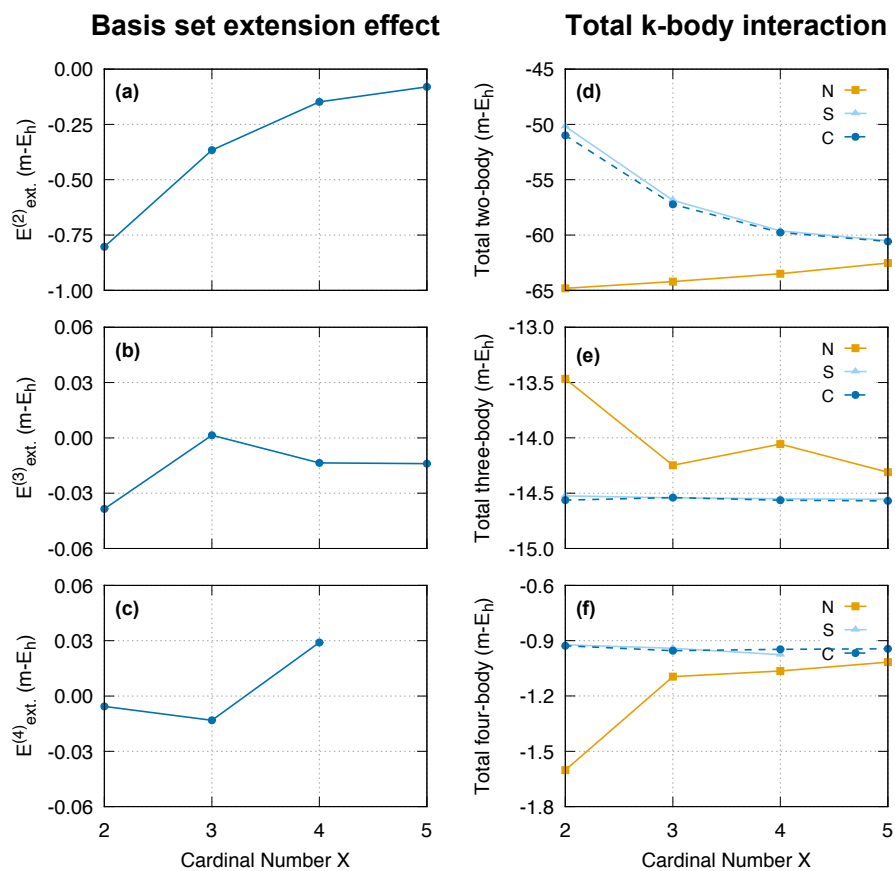 Basis set extension effect
Total k-body interaction
(a)
E(2)ext. (m-Eh)
0.00
-0.25
-0.50
-0.75
-1.00
(d)
Total two-body (m-Eh)
-45
-50
-55
-60
-65
N
S
C
(b)
E(3)ext. (m-Eh)
0.06
0.03
0.00
-0.03
-0.06
(e)
Total three-body (m-Eh)
-13.0
-13.5
-14.0
-14.5
-15.0
N
S
C
(c)
E(4)ext. (m-Eh)
0.06
0.03
0.00
-0.03
-0.06
2 3 4 5
Cardinal Number X
(f)
Total four-body (m-Eh)
-0.6
-0.9
-1.2
-1.5
-1.8
N
S
C
2 3 4 5
Cardinal Number X